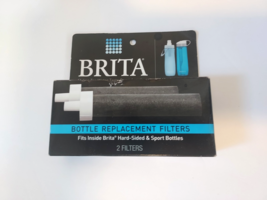 BRITA®
BOTTLE REPLACEMENT FILTERS
Fits Inside Brita® Hard-Sided & Sport Bottles
2 FILTERS